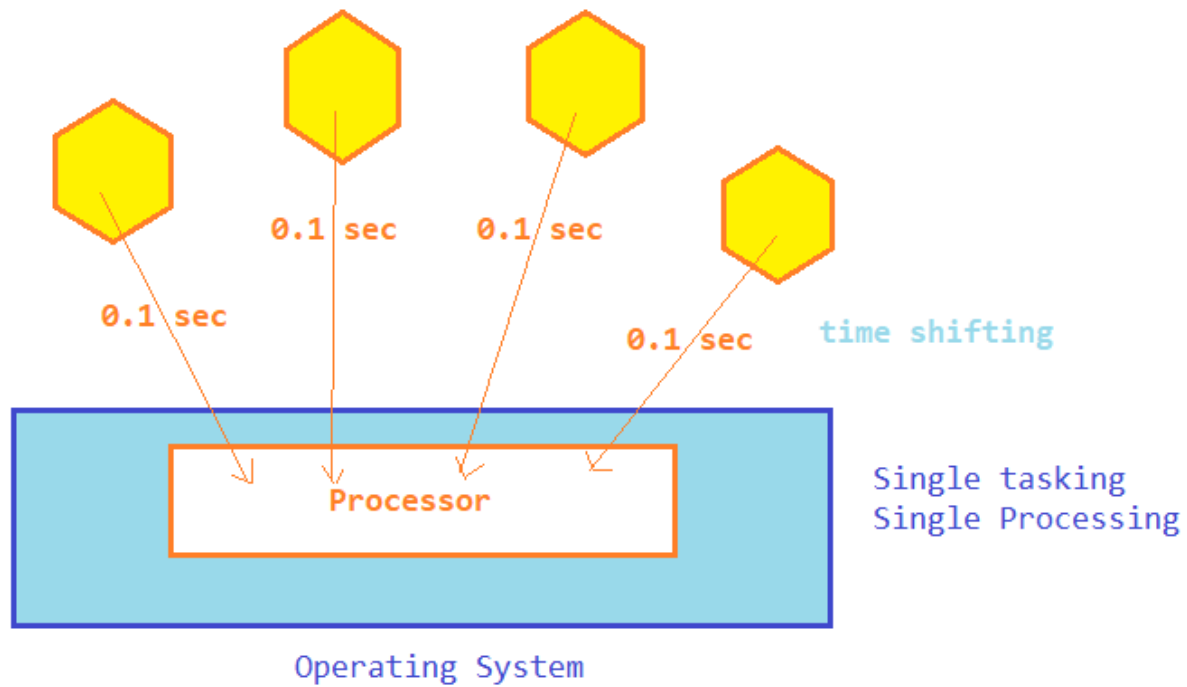 0.1 sec
0.1 sec
0.1 sec
0.1 sec
time shifting
Processor
Single tasking
Single Processing
Operating System